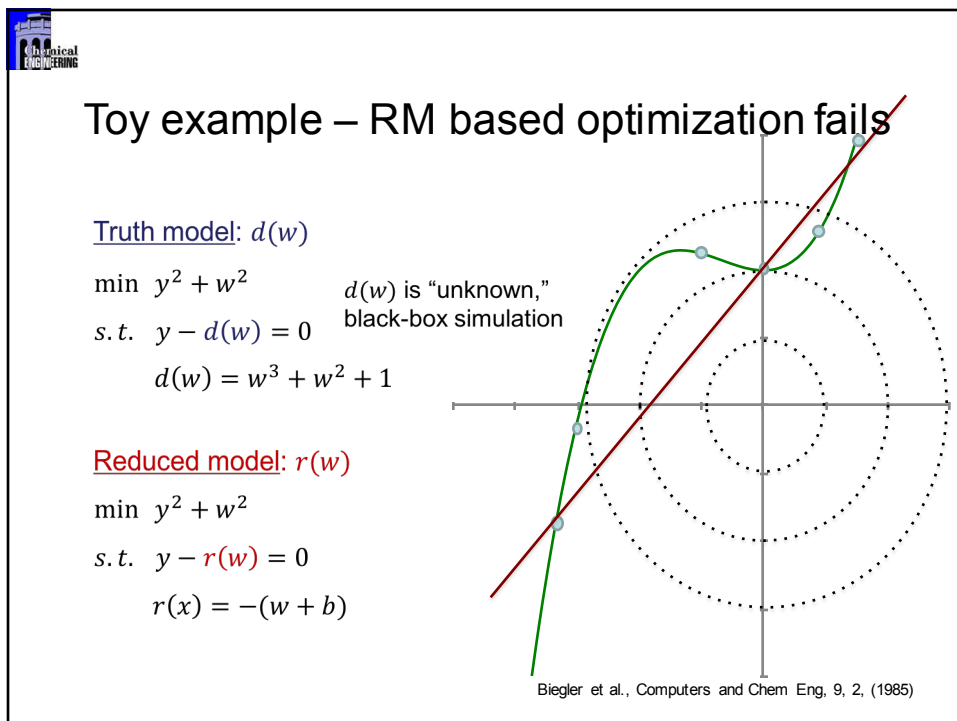 Chemical
ENGINEERING
Toy example – RM based optimization fails
Truth model: d(w)
min y² + w²
s.t. y − d(w) = 0
d(w) = w³ + w² + 1
d(w) is “unknown,”
black-box simulation
Reduced model: r(w)
min y² + w²
s.t. y − r(w) = 0
r(x) = −(w + b)
Biegler et al., Computers and Chem Eng, 9, 2, (1985)